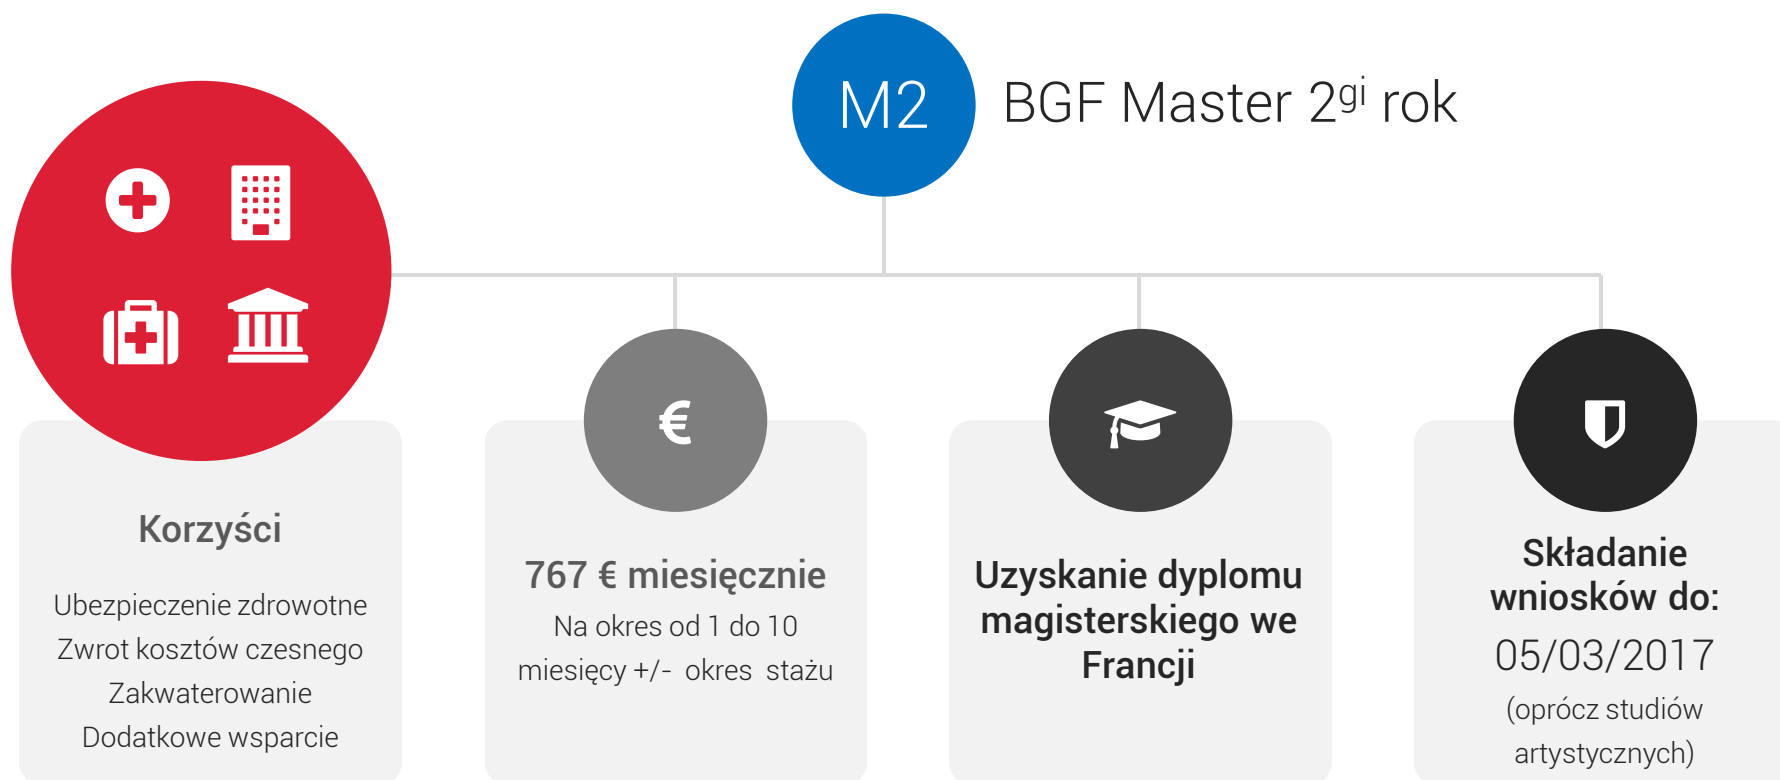 M2
BGF Master 2gi rok
Korzyści
Ubezpieczenie zdrowotne
Zwrot kosztów czesnego
Zakwaterowanie
Dodatkowe wsparcie
€
767 € miesięcznie
Na okres od 1 do 10
miesięcy +/- okres stażu
Uzyskanie dyplomu
magisterskiego we
Francji
Składanie
wniosków do:
05/03/2017
(oprócz studiów
artystycznych)